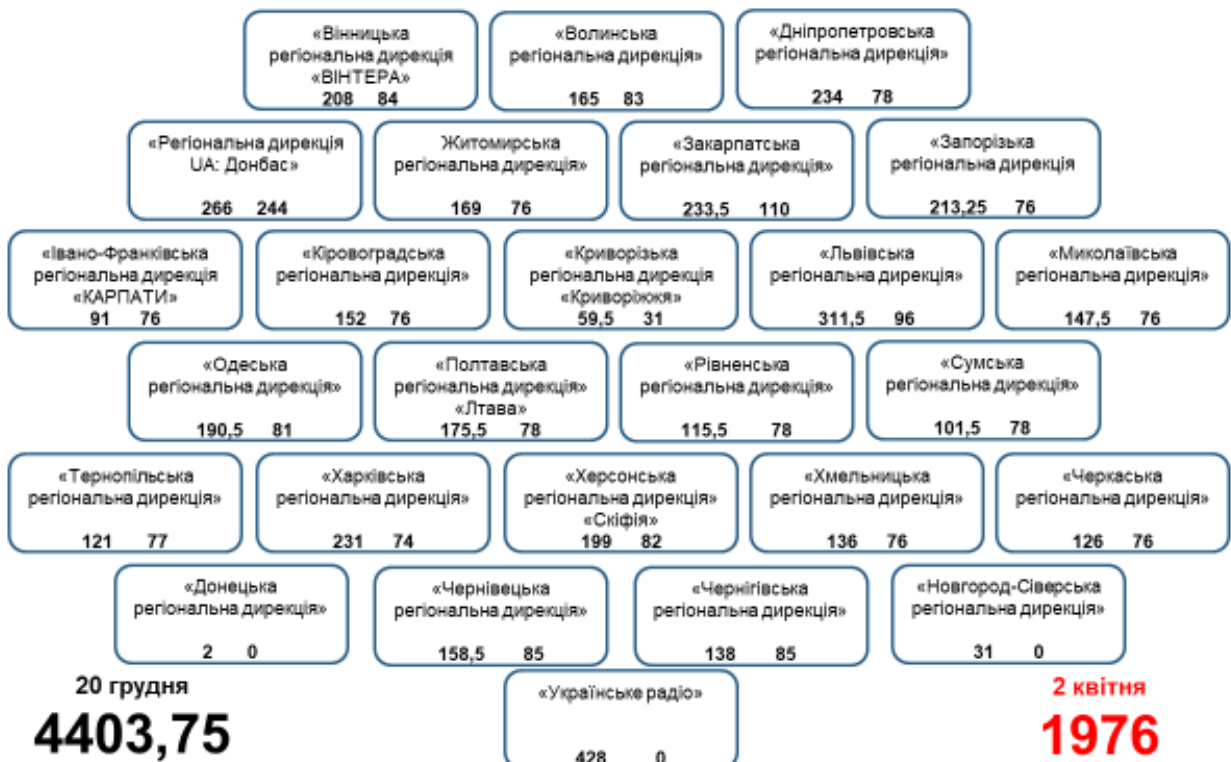 «Вінницька
регіональна дирекція
«ВІНТЕРА»
208 84
«Волинська
регіональна дирекція»
165 83
«Дніпропетровська
регіональна дирекція»
234 78
«Регіональна дирекція
UA: Донбас»
266 244
Житомирська
регіональна дирекція»
169 76
«Закарпатська
регіональна дирекція»
233,5 110
«Запорізька
регіональна дирекція
213,25 76
«Івано-Франківська
регіональна дирекція
«КАРПАТИ»
91 76
«Кіровоградська
регіональна дирекція»
152 76
«Криворізька
регіональна дирекція
«Криворіжжя»
59,5 31
«Львівська
регіональна дирекція»
311,5 96
«Миколаївська
регіональна дирекція»
147,5 76
«Одеська
регіональна дирекція»
190,5 81
«Полтавська
регіональна дирекція»
«Лтава»
175,5 78
«Рівненська
регіональна дирекція»
115,5 78
«Сумська
регіональна дирекція»
101,5 78
«Тернопільська
регіональна дирекція»
121 77
«Харківська
регіональна дирекція»
231 74
«Херсонська
регіональна дирекція»
«Скіфія»
199 82
«Хмельницька
регіональна дирекція»
136 76
«Черкаська
регіональна дирекція»
126 76
«Донецька
регіональна дирекція»
2 0
«Чернівецька
регіональна дирекція»
158,5 85
«Чернігівська
регіональна дирекція»
138 85
«Новгород-Сіверська
регіональна дирекція»
31 0
20 грудня
4403,75
«Українське радіо»
428 0
2 квітня
1976